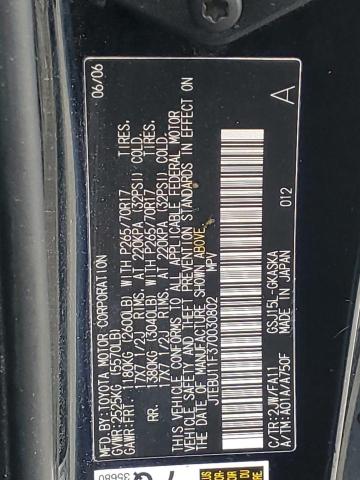 MFD.BY:TOYOTA MOTOR CORPORATION 06/06
GVWR:2525KG (5570LB)
GAWR:FRT. 1180KG (2600LB) WITH P265/70R17 TIRES.
17X7 1/2J RIMS. AT 220KPA (32PSI) COLD.
RR. 1380KG (3040LB) WITH P265/70R17 TIRES.
17X7 1/2J RIMS. AT 220KPA (32PSI) COLD.
THIS VEHICLE CONFORMS TO ALL APPLICABLE FEDERAL MOTOR
VEHICLE SAFETY AND THEFT PREVENTION STANDARDS IN EFFECT ON
THE DATE OF MANUFACTURE SHOWN ABOVE.
JTEBU11F370030802 MPV
A
C/TR:2JW/FA11 GSJ15L-GKASKA
A/TM:A01A/A750F MADE IN JAPAN 012
35680